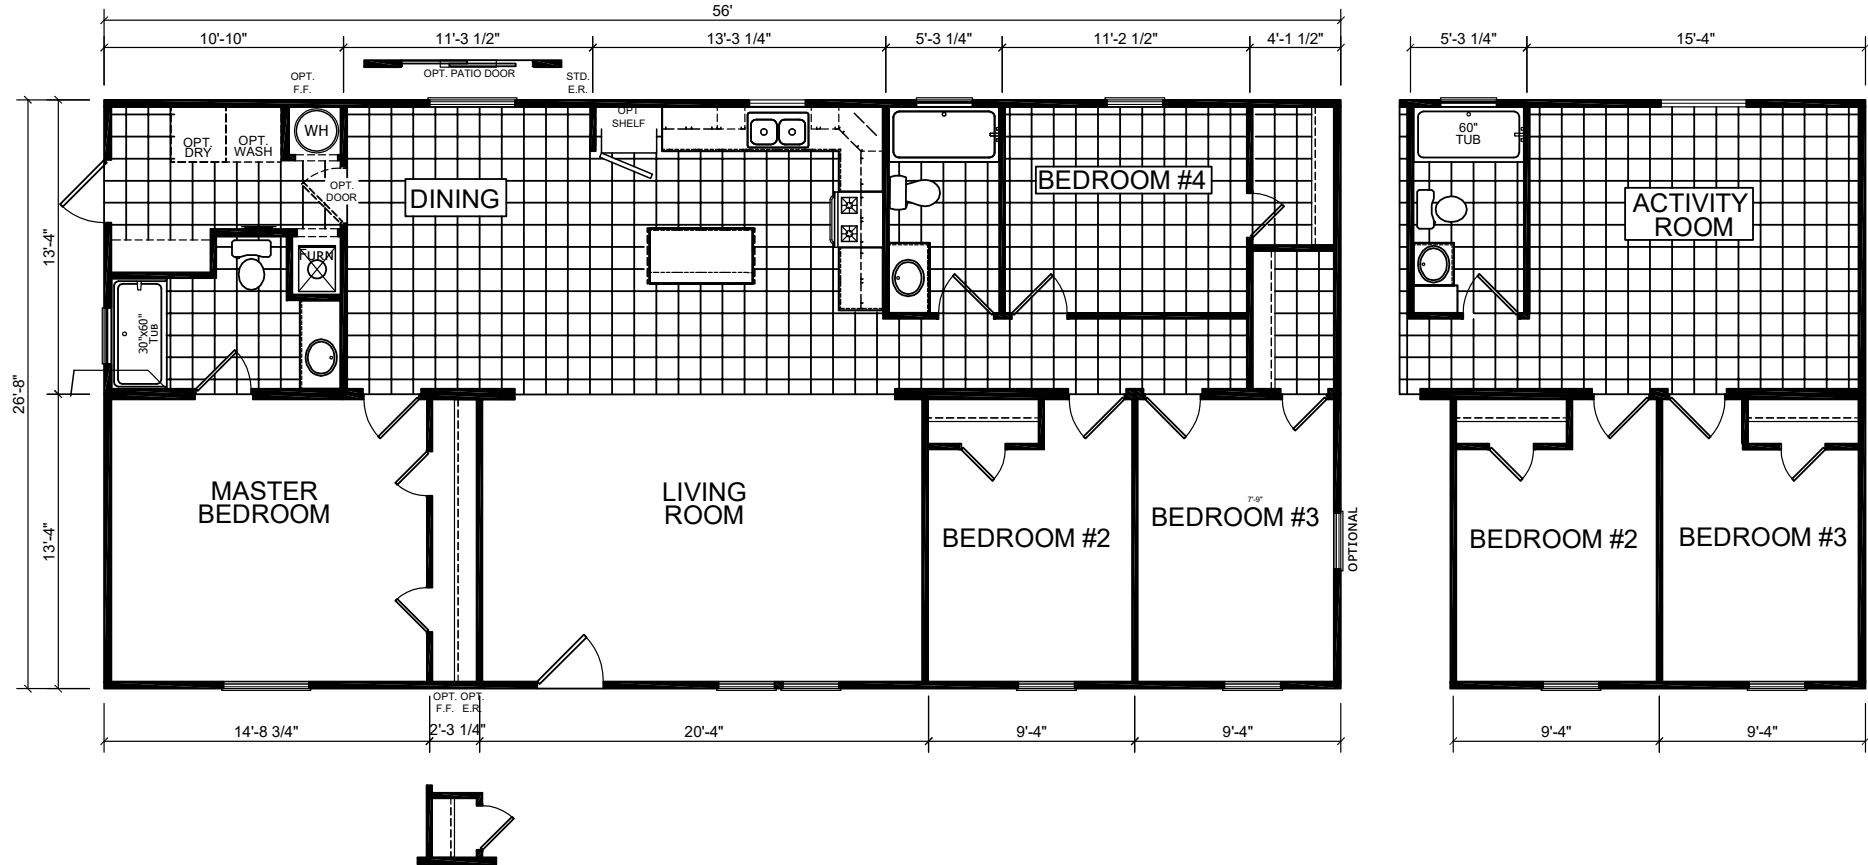 56'
10'-10"
11'-3 1/2"
13'-3 1/4"
5'-3 1/4"
11'-2 1/2"
4'-1 1/2"
5'-3 1/4"
15'-4"
OPT.
F.F.
OPT. PATIO DOOR
STD.
E.R.
OPT.
DRY
OPT.
WASH
WH
OPT.
DOOR
OPT
SHELF
DINING
BEDROOM #4
60"
TUB
ACTIVITY
ROOM
13'-4"
26'-8"
13'-4"
FURN
30"x60"
TUB
MASTER
BEDROOM
LIVING
ROOM
BEDROOM #2
7'-9"
BEDROOM #3
OPTIONAL
BEDROOM #2
BEDROOM #3
OPT.
F.F.
OPT.
E.R.
14'-8 3/4"
2'-3 1/4"
20'-4"
9'-4"
9'-4"
9'-4"
9'-4"